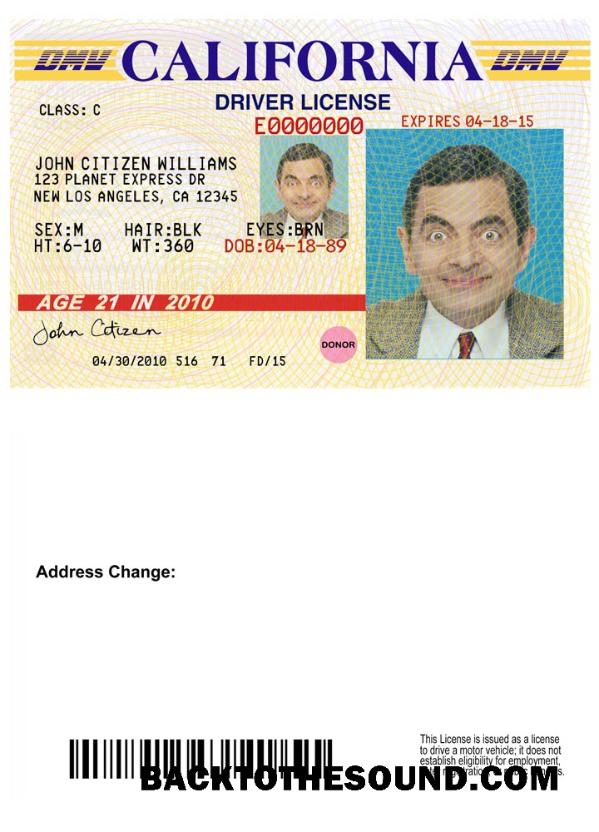 DMV CALIFORNIA DMV
DRIVER LICENSE
CLASS: C
E0000000
EXPIRES 04-18-15
JOHN CITIZEN WILLIAMS
123 PLANET EXPRESS DR
NEW LOS ANGELES, CA 12345
SEX:M HAIR:BLK EYES:BRN
HT:6-10 WT:360 DOB:04-18-89
AGE 21 IN 2010
John Citizen
DONOR
04/30/2010 516 71 FD/15
Address Change:
This License is issued as a license
to drive a motor vehicle; it does not
establish eligibility for employment,
BACKTOTHESOUND.COM